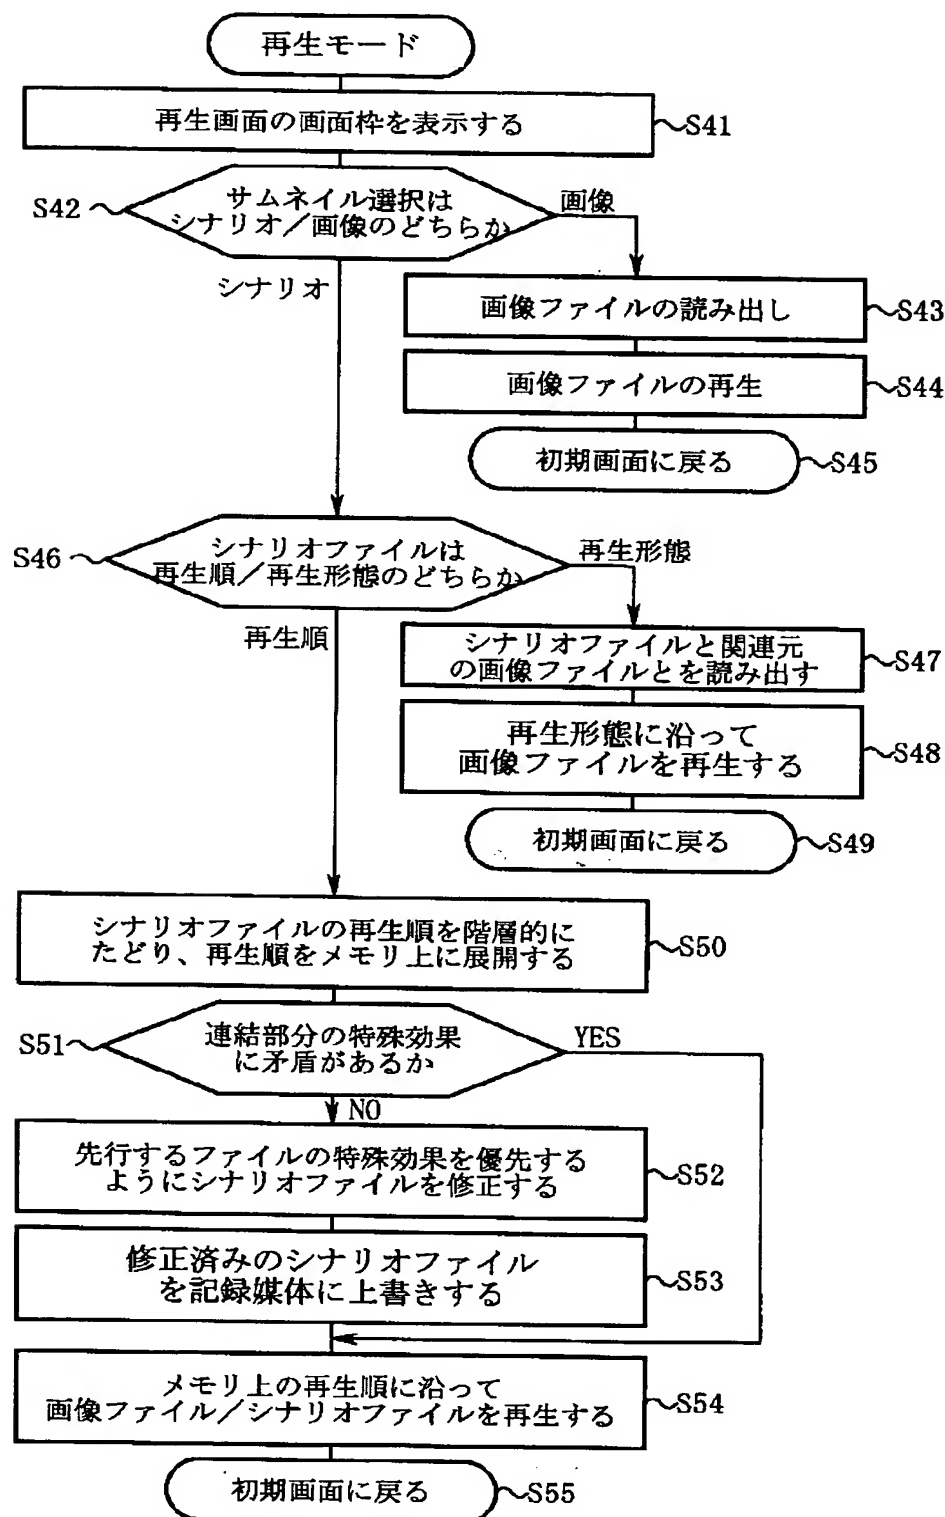 再生モード
再生画面の画面枠を表示する
S41
S42
サムネイル選択は
シナリオ/画像のどちらか
画像
シナリオ
画像ファイルの読み出し
S43
画像ファイルの再生
S44
初期画面に戻る
S45
S46
シナリオファイルは
再生順/再生形態のどちらか
再生形態
再生順
シナリオファイルと関連元
の画像ファイルとを読み出す
S47
再生形態に沿って
画像ファイルを再生する
S48
初期画面に戻る
S49
シナリオファイルの再生順を階層的に
たどり、再生順をメモリ上に展開する
S50
S51
連結部分の特殊効果
に矛盾があるか
YES
NO
先行するファイルの特殊効果を優先する
ようにシナリオファイルを修正する
S52
修正済みのシナリオファイル
を記録媒体に上書きする
S53
メモリ上の再生順に沿って
画像ファイル/シナリオファイルを再生する
S54
初期画面に戻る
S55